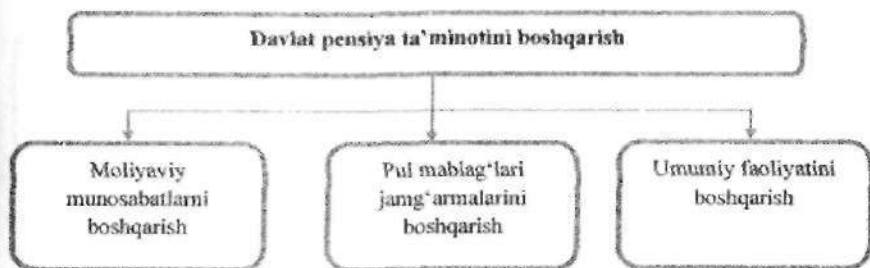 Davlat pensiya ta’minotini boshqarish
Moliyaviy
munosabatlarni
boshqarish
Pul mablag‘lari
jamg‘armalarini
boshqarish
Umumiy faoliyatini
boshqarish